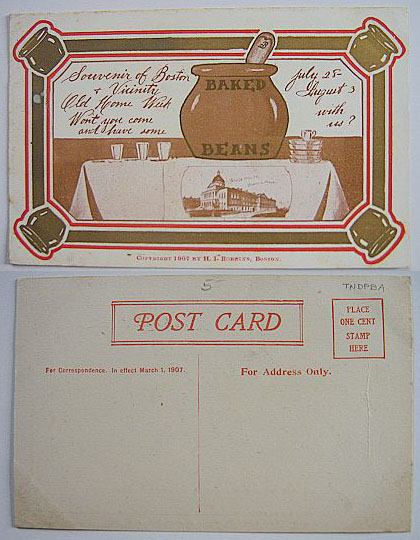 Souvenir of Boston
& Vicinity
Old Home Week
Wont you come
and have some
BAKED
BEANS
July 28-
August 3
with
us?
COPYRIGHT 1907 BY H. I. ROBBINS, BOSTON.
5
TNDPBA
POST CARD
PLACE
ONE CENT
STAMP
HERE
For Correspondence. In effect March 1, 1907.
For Address Only.